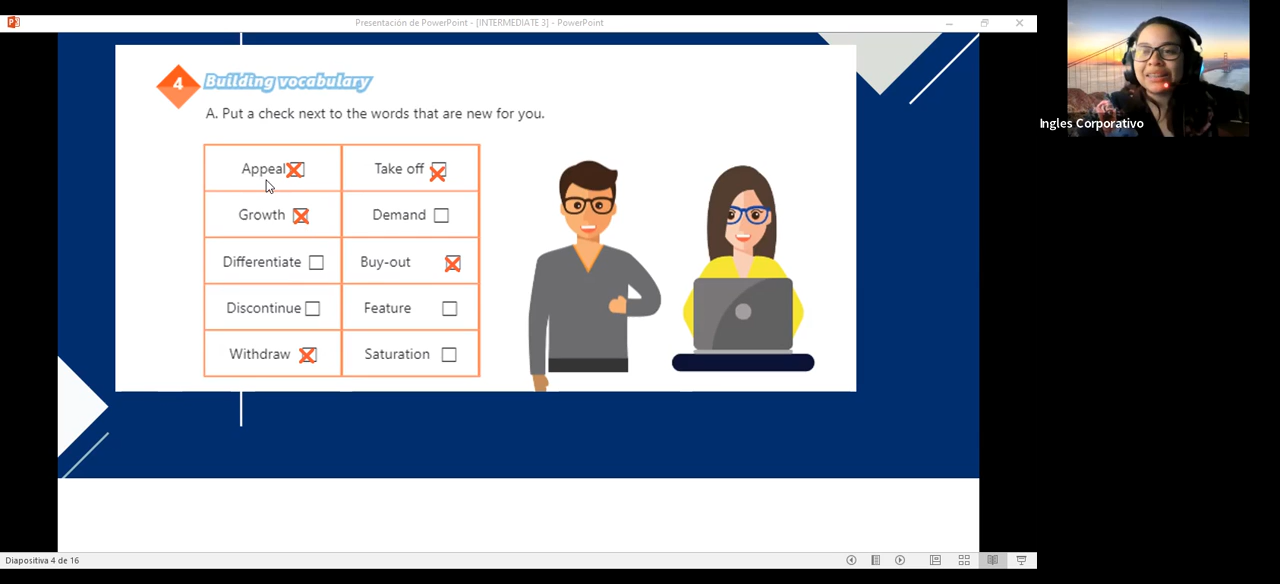 Presentación de PowerPoint - [INTERMEDIATE 3] - PowerPoint
4 Building vocabulary
A. Put a check next to the words that are new for you.
Appeal Take off
Growth Demand
Differentiate Buy-out
Discontinue Feature
Withdraw Saturation
Ingles Corporativo
Diapositiva 4 de 16